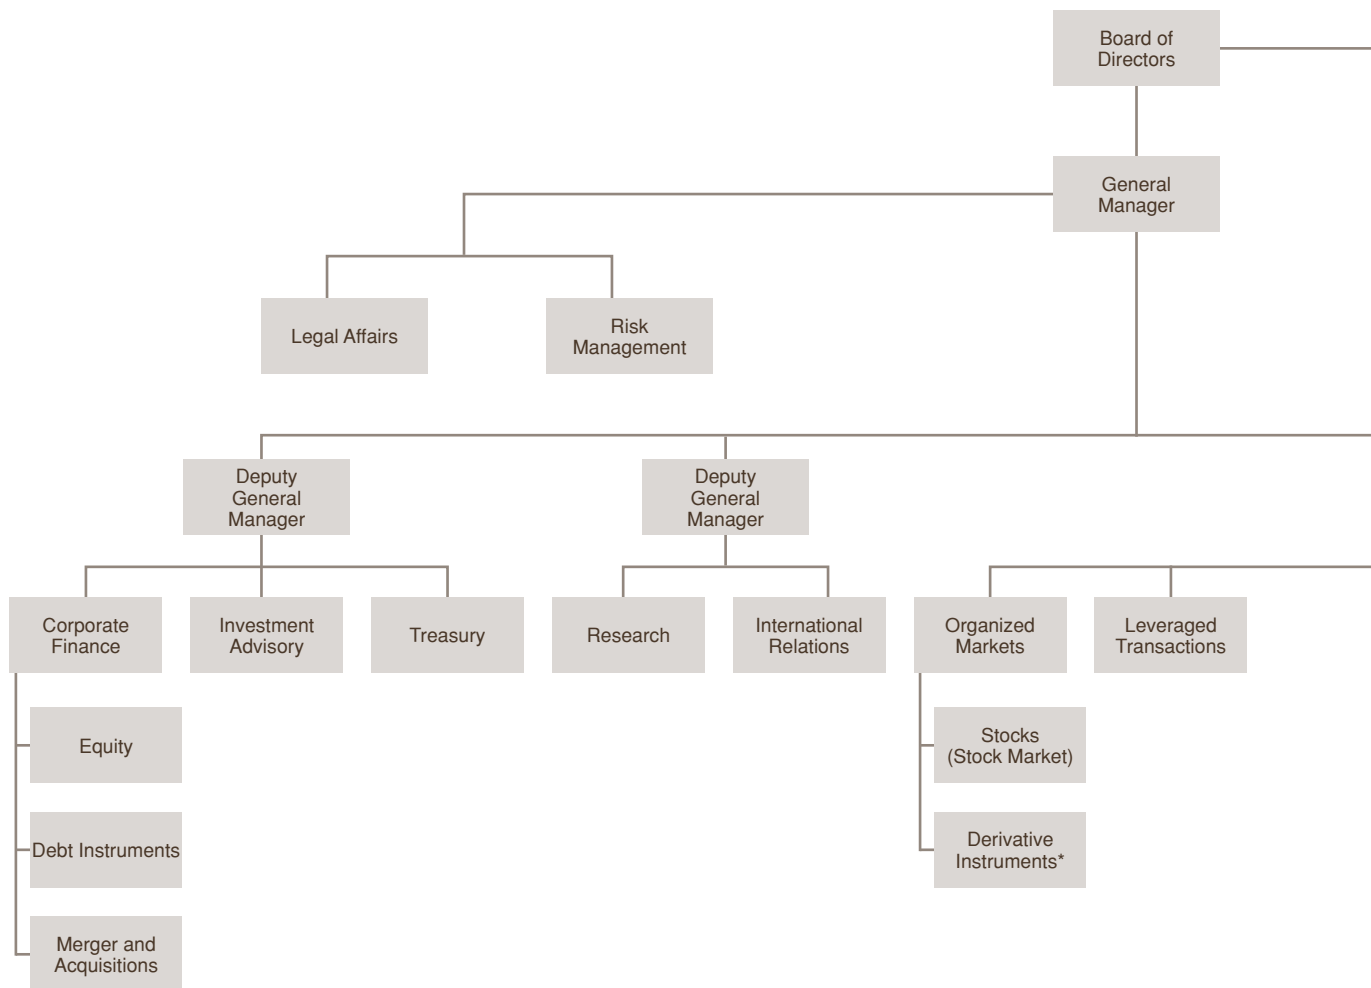 Board of
Directors
General
Manager
Legal Affairs
Risk
Management
Deputy
General
Manager
Deputy
General
Manager
Corporate
Finance
Investment
Advisory
Treasury
Research
International
Relations
Organized
Markets
Leveraged
Transactions
Equity
Stocks
(Stock Market)
Debt Instruments
Derivative
Instruments*
Merger and
Acquisitions